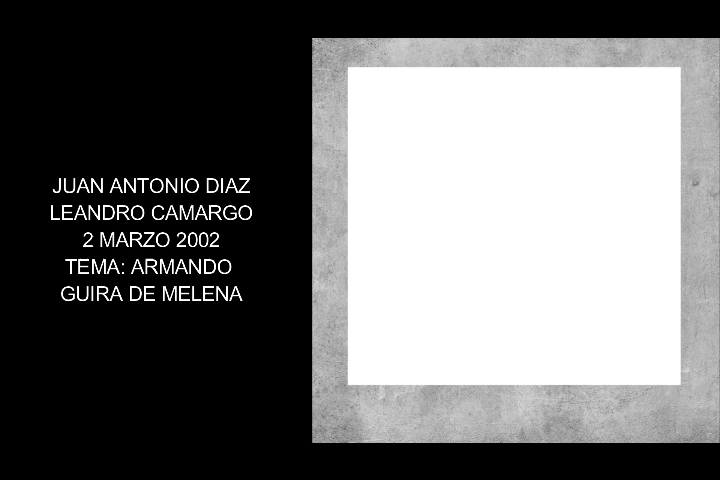 JUAN ANTONIO DIAZ
LEANDRO CAMARGO
2 MARZO 2002
TEMA: ARMANDO
GUIRA DE MELENA